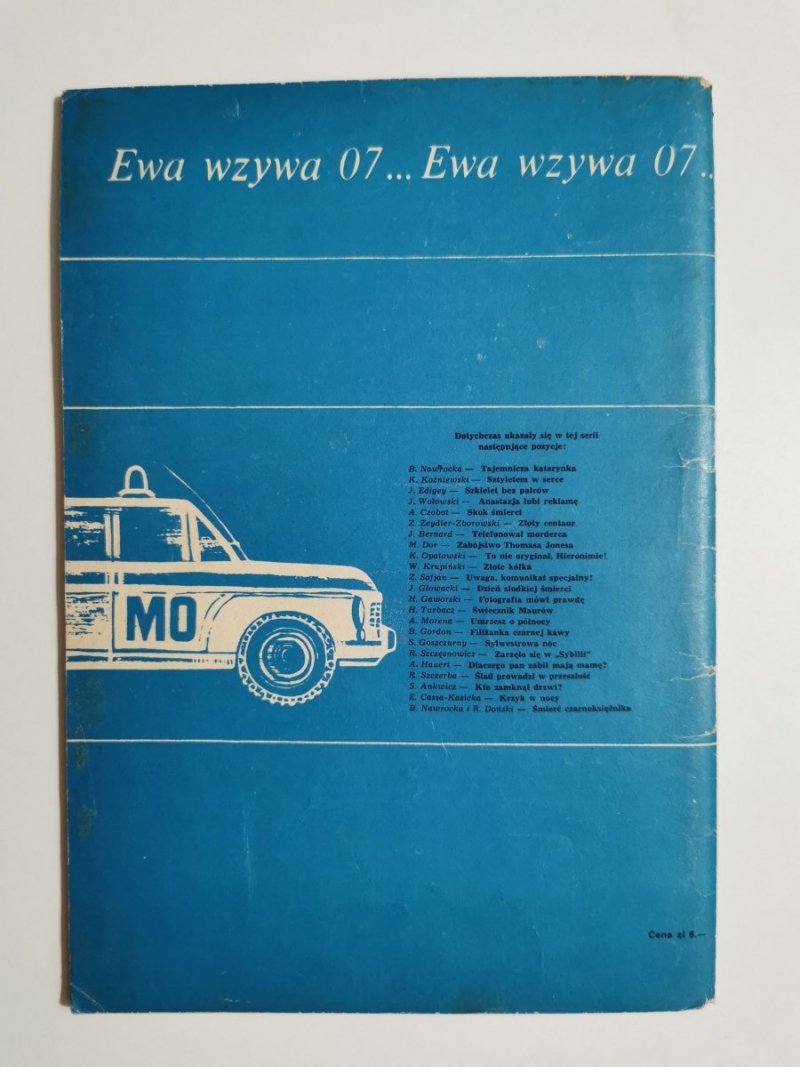 Ewa wzywa 07... Ewa wzywa 07..
Dotychczas ukazały się w tej serii
następujące pozycje:
B. Nawrocka — Tajemnicza katarynka
K. Koźniewski — Sztyletem w serce
J. Edigey — Szkielet bez palców
J. Wołowski — Anastazja lubi reklamę
A. Czobot — Skok śmierci
Z. Zeydler-Zborowski — Złoty centaur
J. Bernard — Telefonował morderca
M. Dor — Zabójstwo Thomasa Jonesa
K. Opatowski — To nie oryginał, Hieronimie!
W. Krupiński — Złote kółka
Z. Safjan — Uwaga, komunikat specjalny!
J. Głowacki — Dzień słodkiej śmierci
H. Gaworski — Fotografia mówi prawdę
H. Turbacz — Świecznik Maurów
A. Morena — Umrzesz o północy
B. Gordon — Filiżanka czarnej kawy
S. Goszczurny — Sylwestrowa noc
R. Szczęsnowicz — Zaczęło się w „Sybilli"
A. Hauert — Dlaczego pan zabił mają mamę?
E. Szczerba — Ślad prowadzi w przeszłość
S. Ankwicz — Kto zamknął drzwi?
E. Cassa-Kasicka — Krzyk w nocy
B. Nawrocka i R. Doński — Śmierć czarnoksiężnika
MO
Cena zł 6.—